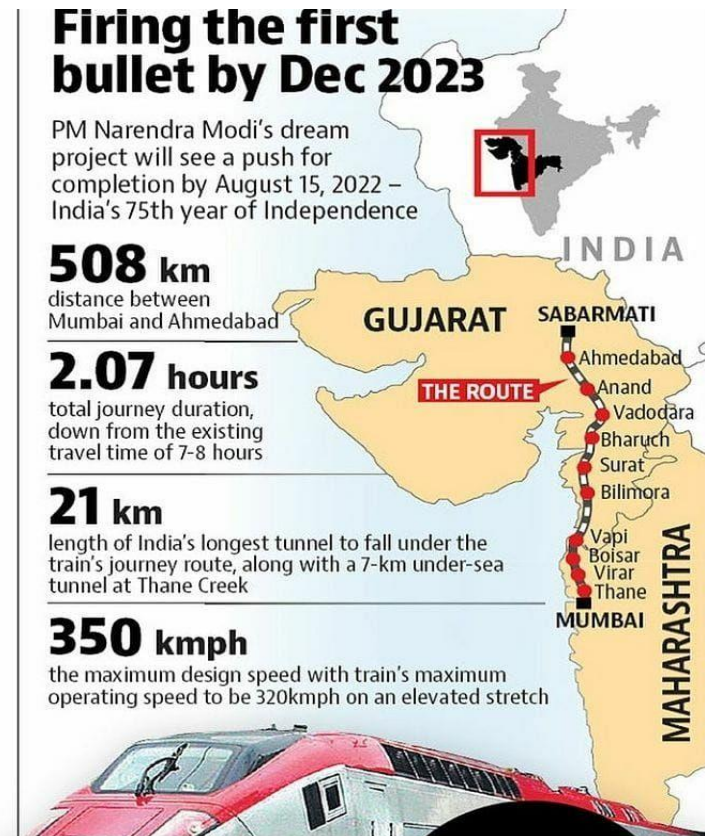 Firing the first
bullet by Dec 2023
PM Narendra Modi's dream
project will see a push for
completion by August 15, 2022 –
India's 75th year of Independence
508 km
distance between
Mumbai and Ahmedabad
2.07 hours
total journey duration,
down from the existing
travel time of 7-8 hours
21 km
length of India's longest tunnel to fall under the
train's journey route, along with a 7-km under-sea
tunnel at Thane Creek
350 kmph
the maximum design speed with train's maximum
operating speed to be 320kmph on an elevated stretch
INDIA
GUJARAT
SABARMATI
Ahmedabad
THE ROUTE
Anand
Vadodara
Bharuch
Surat
Bilimora
Vapi
Boisar
Virar
Thane
MUMBAI
MAHARASHTRA